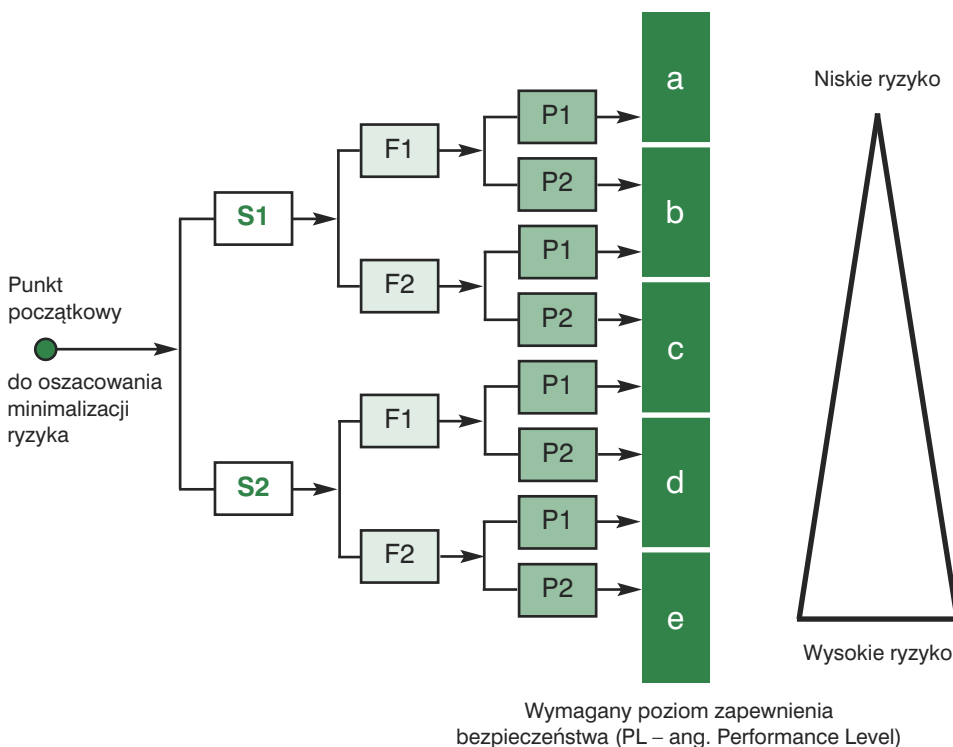 Punkt
początkowy
do oszacowania
minimalizacji
ryzyka
S1
S2
F1
F2
F1
F2
P1
P2
P1
P2
P1
P2
P1
P2
a
b
c
d
e
Niskie ryzyko
Wysokie ryzyko
Wymagany poziom zapewnienia
bezpieczeństwa (PL – ang. Performance Level)